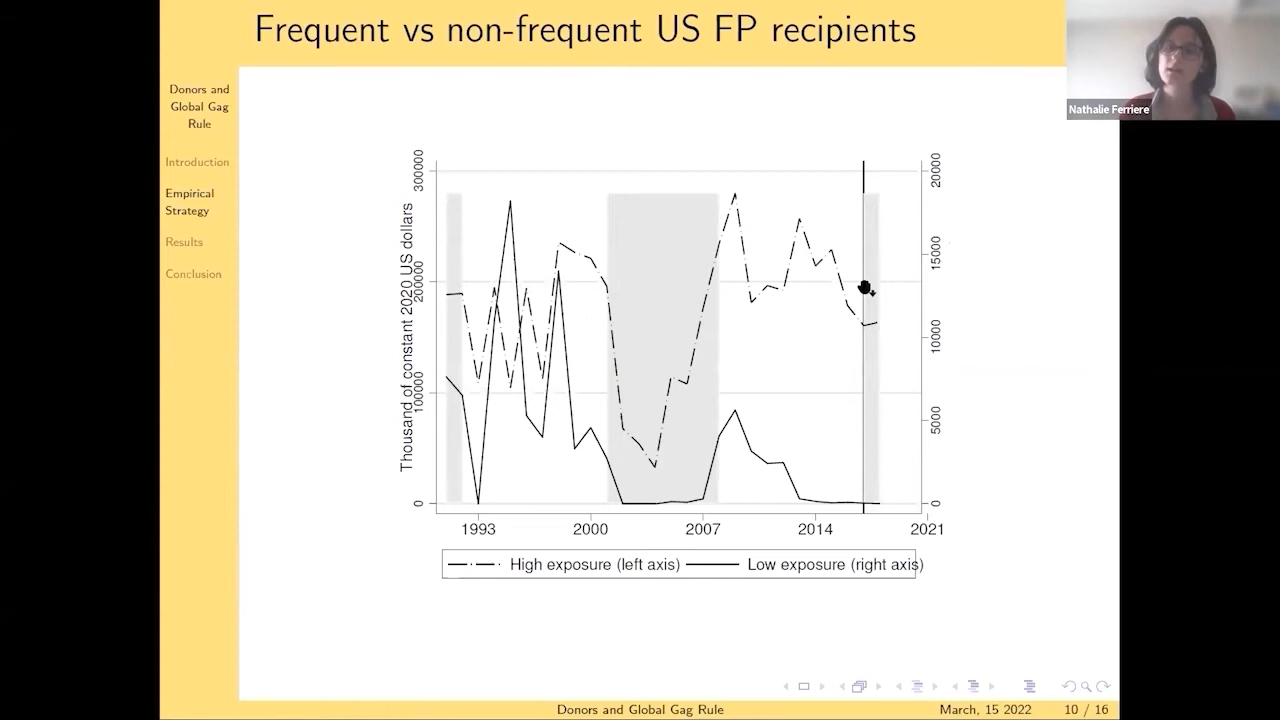 Frequent vs non-frequent US FP recipients
Donors and
Global Gag
Rule
Introduction
Empirical
Strategy
Results
Conclusion
Nathalie Ferriere
Thousand of constant 2020 US dollars
300000
200000
100000
0
20000
15000
10000
5000
0
1993 2000 2007 2014 2021
High exposure (left axis) Low exposure (right axis)
Donors and Global Gag Rule March, 15 2022 10 / 16